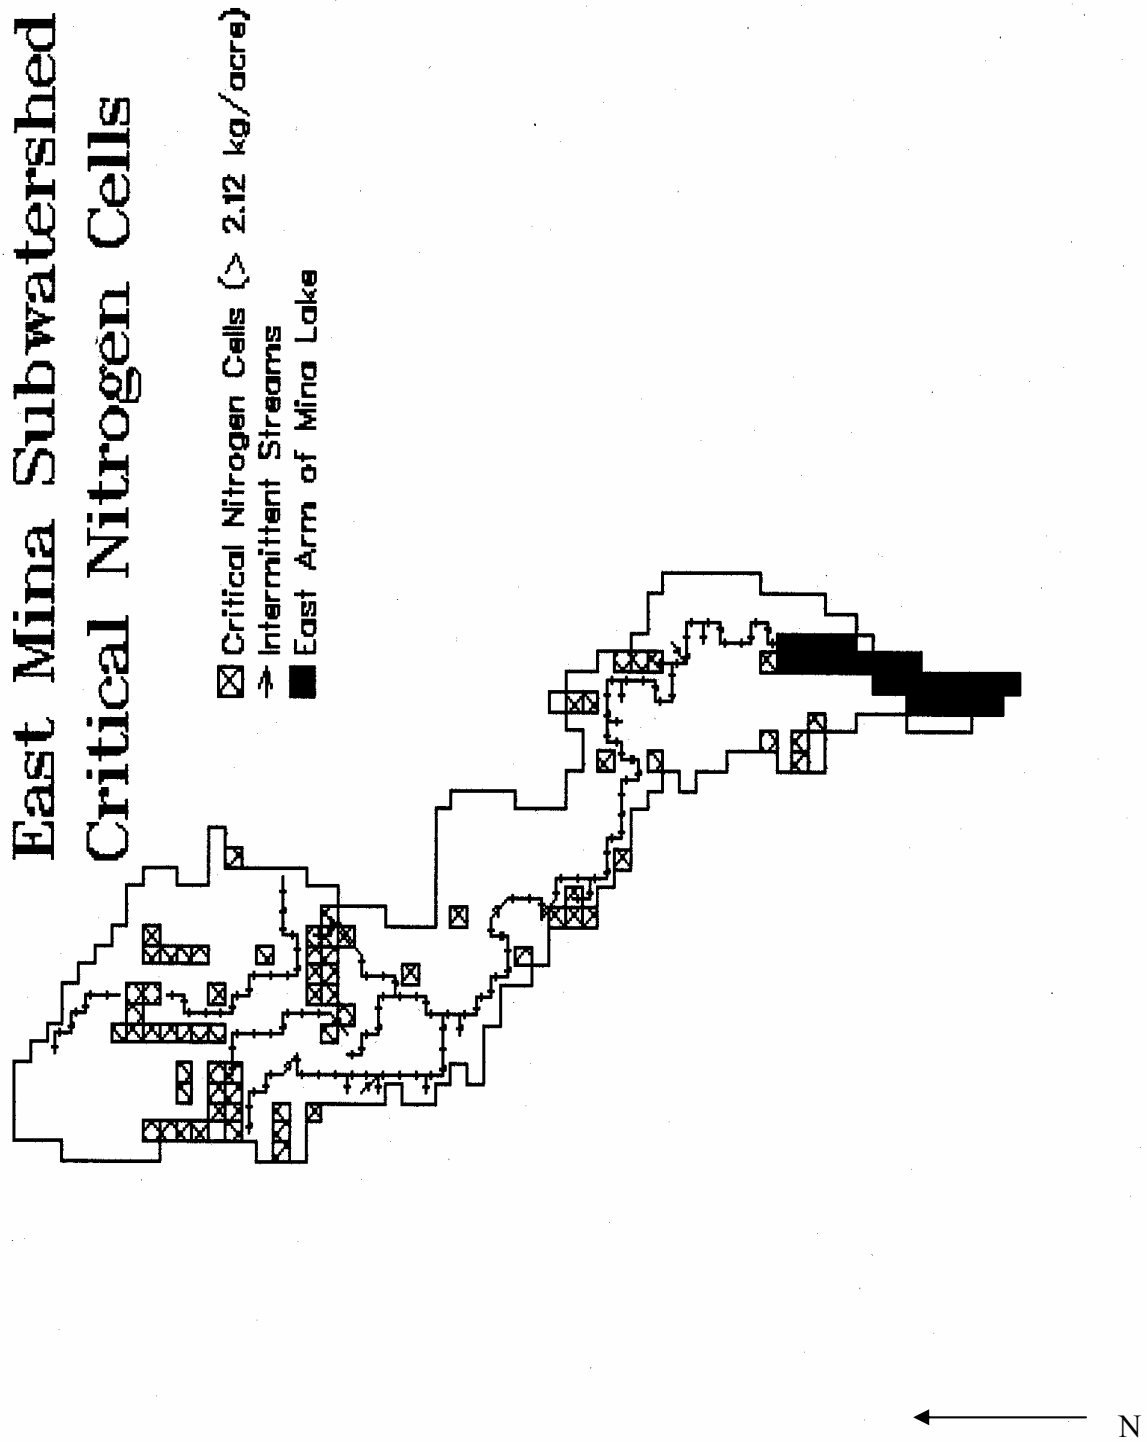 East Mina Subwatershed
Critical Nitrogen Cells
Critical Nitrogen Cells (> 2.12 kg/acre)
Intermittent Streams
East Arm of Mina Lake
N